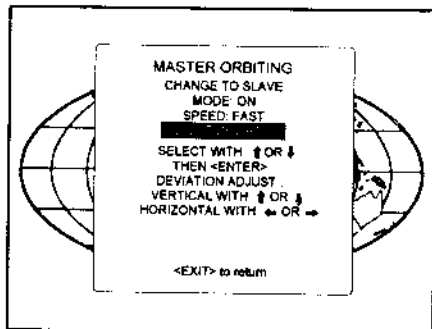 MASTER ORBITING
CHANGE TO SLAVE
MODE: ON
SPEED: FAST
SELECT WITH ↑ OR ↓
THEN <ENTER>
DEVIATION ADJUST .
VERTICAL WITH ↑ OR ↓
HORIZONTAL WITH ← OR →
<EXIT> to return